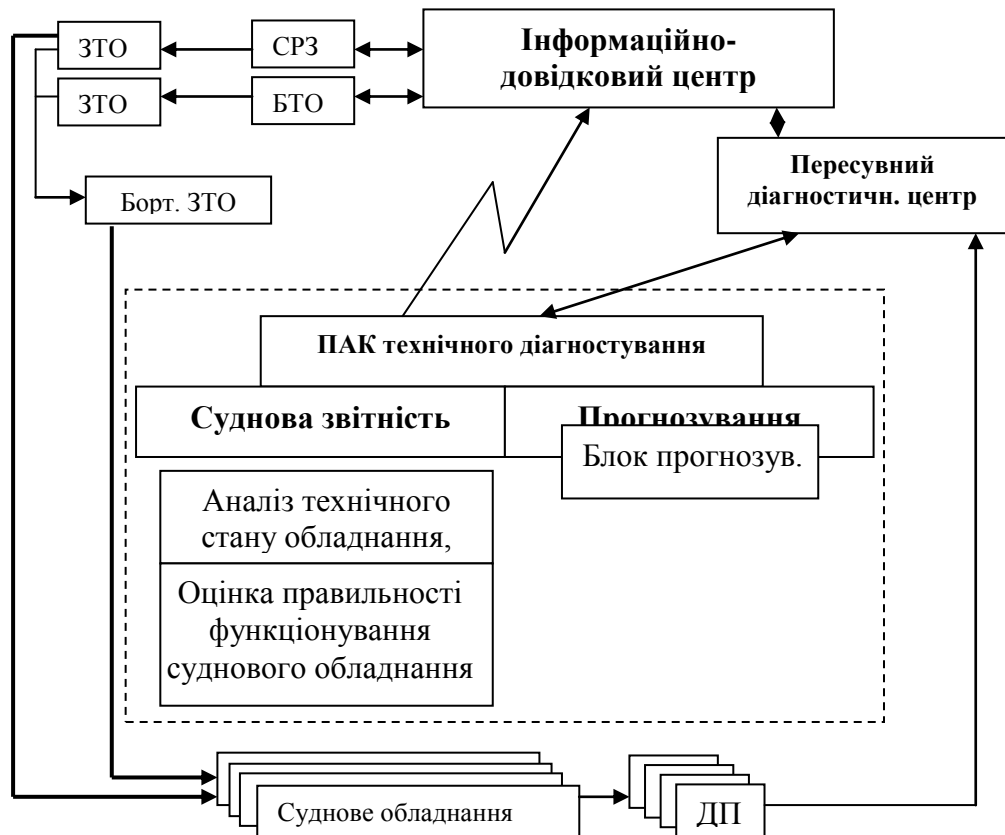 ЗТО
СРЗ
Інформаційно-
довідковий центр
ЗТО
БТО
Пересувний
діагностичн. центр
Борт. ЗТО
ПАК технічного діагностування
Суднова звітність
Прогнозування
Блок прогнозув.
Аналіз технічного
стану обладнання,
Оцінка правильності
функціонування
суднового обладнання
Суднове обладнання
ДП